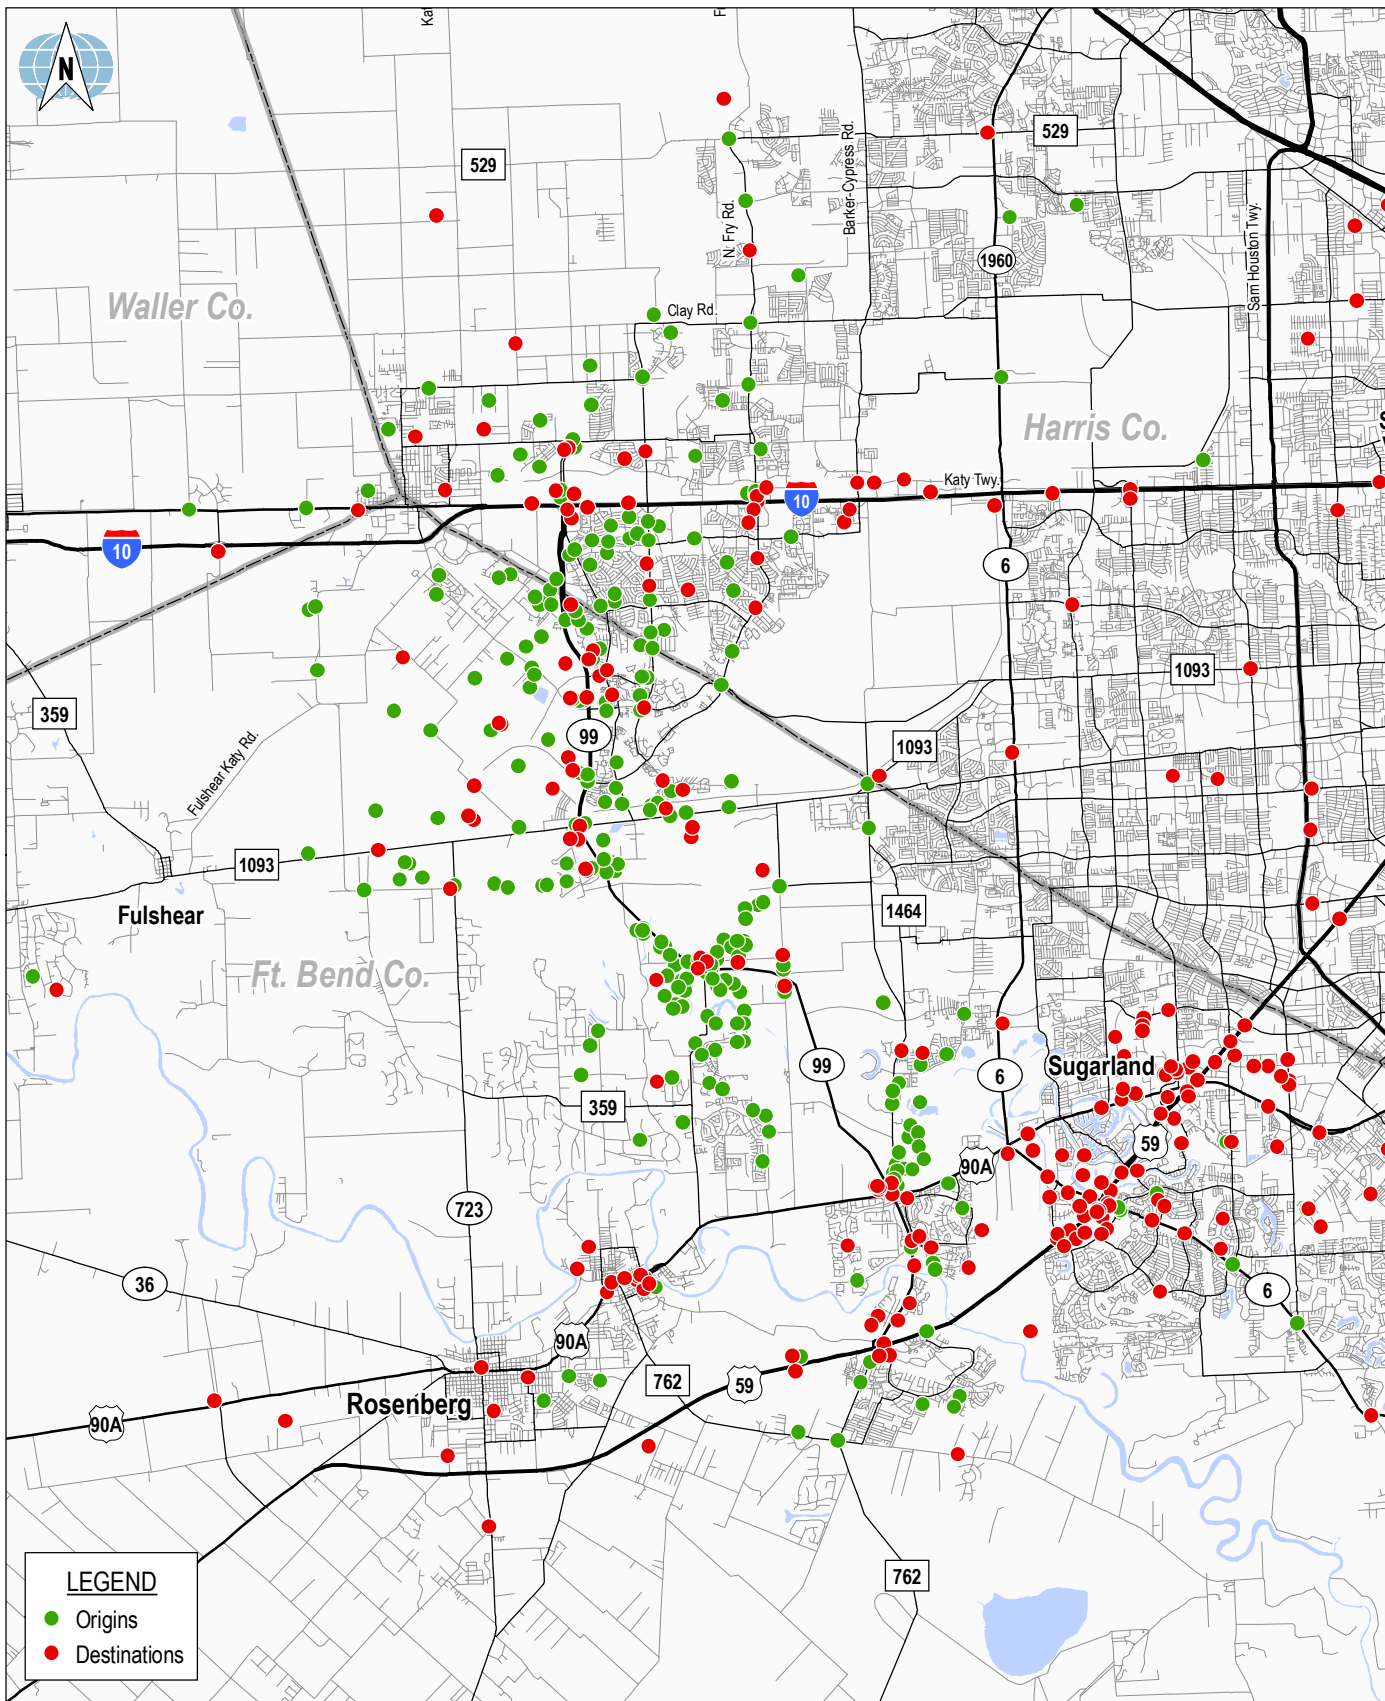 N
Kat
F
529
529
Barker-Cypress Rd.
N. Fry Rd.
Sam Houston Twy.
1960
Waller Co.
Clay Rd.
Harris Co.
S
Katy Twy.
10
10
6
1093
359
99
1093
Fulshear Katy Rd.
1093
1464
Fulshear
Ft. Bend Co.
99
6
Sugarland
359
59
90A
723
36
6
90A
762
59
Rosenberg
90A
762
LEGEND
Origins
Destinations